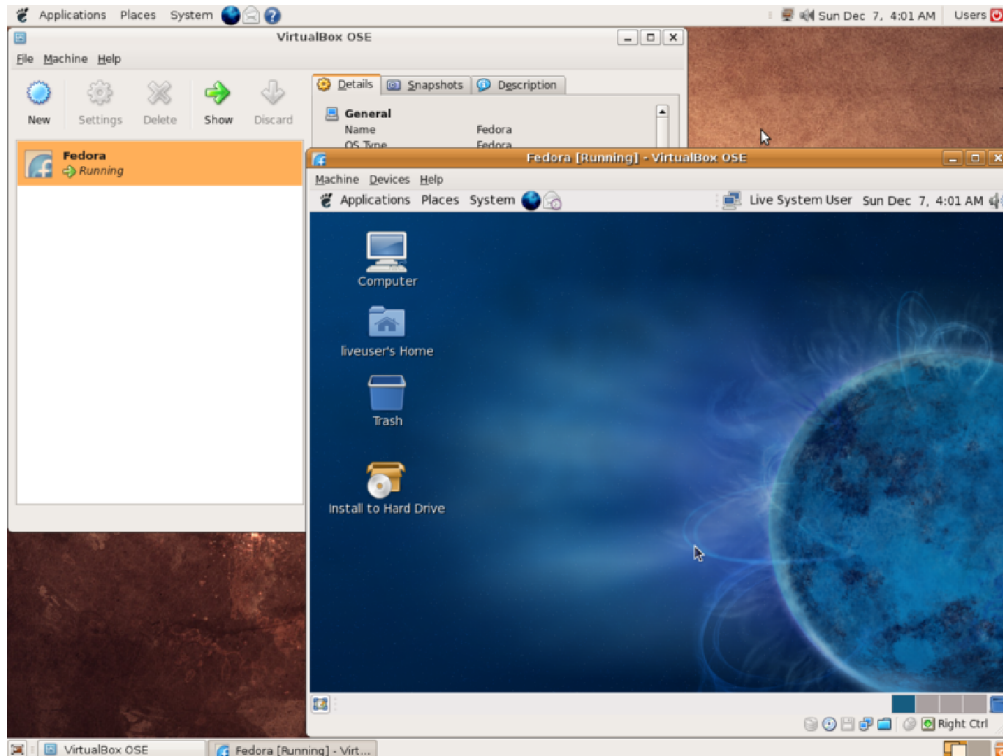 Applications Places System Sun Dec 7, 4:01 AM Users
VirtualBox OSE
File Machine Help
New Settings Delete Show Discard
Details Snapshots Description
General
Name Fedora
OS Type Fedora
Fedora
Running
Fedora [Running] - VirtualBox OSE
Machine Devices Help
Applications Places System Live System User Sun Dec 7, 4:01 AM
Computer
liveuser's Home
Trash
Install to Hard Drive
Right Ctrl
VirtualBox OSE Fedora [Running] - Virt...